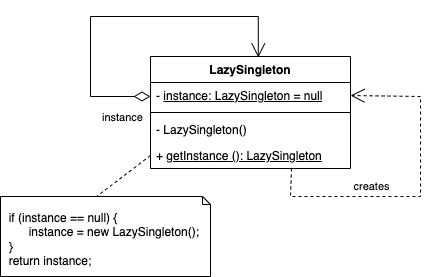 LazySingleton
- instance: LazySingleton = null
instance
- LazySingleton()
+ getInstance (): LazySingleton
creates
if (instance == null) {
instance = new LazySingleton();
}
return instance;